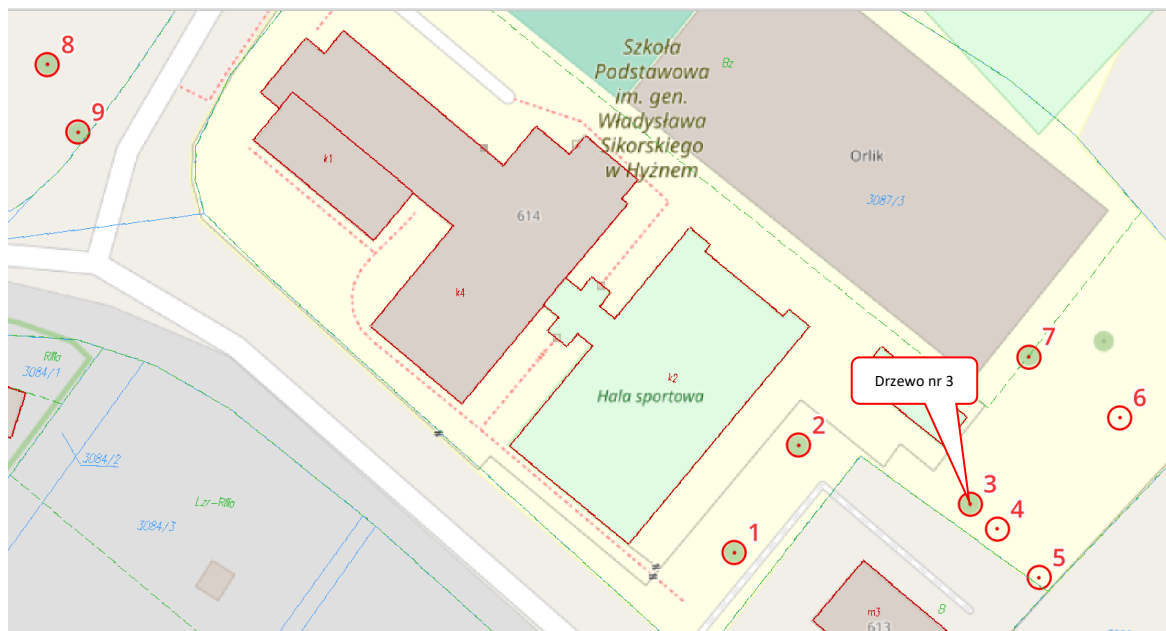 8
9
Szkoła
Podstawowa
im. gen.
Władysława
Sikorskiego
w Hyżnem
Bz
Orlik
3087/3
k1
614
k4
k2
Hala sportowa
RIIIa
3084/1
3084/2
Lzr-RIIIa
3084/3
Drzewo nr 3
7
6
2
3
4
1
5
m3
613
B